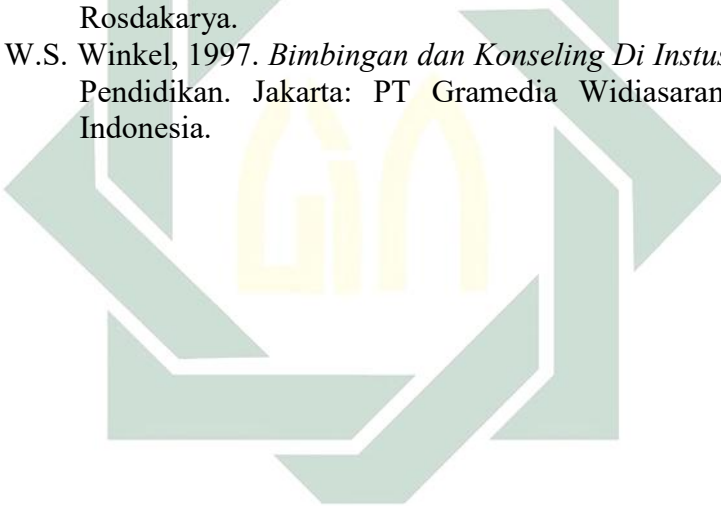 Rosdakarya.
W.S. Winkel, 1997. Bimbingan dan Konseling Di Instus
Pendidikan. Jakarta: PT Gramedia Widiasaran
Indonesia.